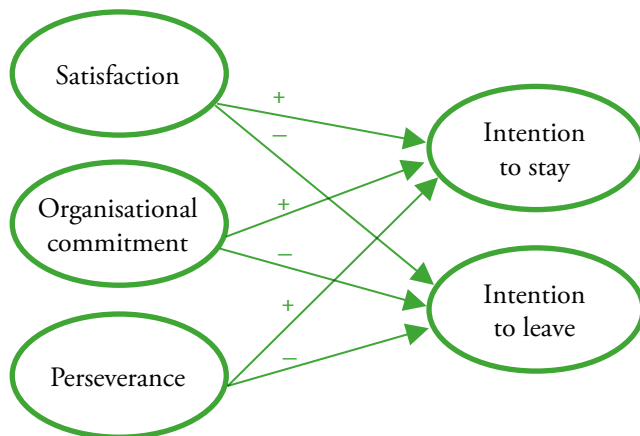 Satisfaction
+
−
Intention
to stay
Organisational
commitment
+
−
Intention
to leave
+
Perseverance
−